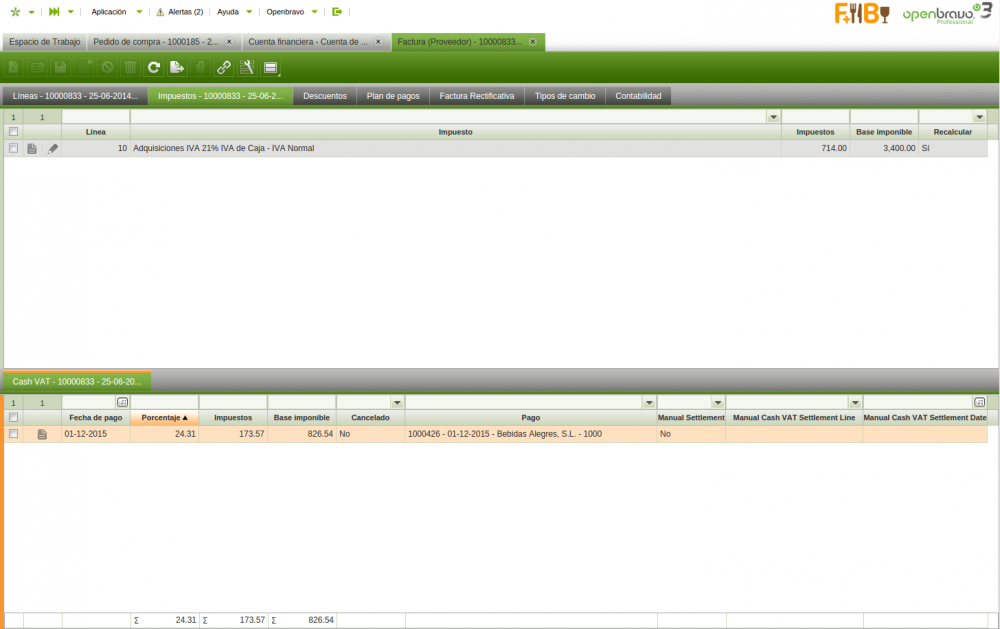 Aplicación Alertas (2) Ayuda Openbravo
F+IBy openbravo 3
Professional
Espacio de Trabajo Pedido de compra - 1000185 - 2... x Cuenta financiera - Cuenta de ... x Factura (Proveedor) - 10000833... x
Líneas - 10000833 - 25-06-2014... Impuestos - 10000833 - 25-06-2... Descuentos Plan de pagos Factura Rectificativa Tipos de cambio Contabilidad
1 1
Línea Impuesto Impuestos Base imponible Recalcular
10 Adquisiciones IVA 21% IVA de Caja - IVA Normal 714.00 3,400.00 Sí
Cash VAT - 10000833 - 25-06-20...
1 1
Fecha de pago Porcentaje Impuestos Base imponible Cancelado Pago Manual Settlement Manual Cash VAT Settlement Line Manual Cash VAT Settlement Date
01-12-2015 24.31 173.57 826.54 No 1000426 - 01-12-2015 - Bebidas Alegres, S.L. - 1000 No
Σ 24.31 Σ 173.57 Σ 826.54